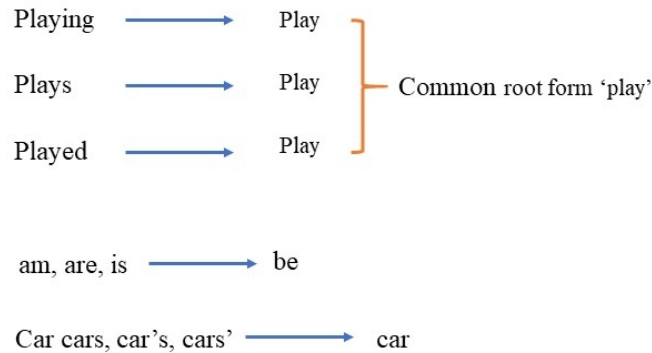 Playing Play
Plays Play Common root form ‘play’
Played Play
am, are, is be
Car cars, car’s, cars’ car